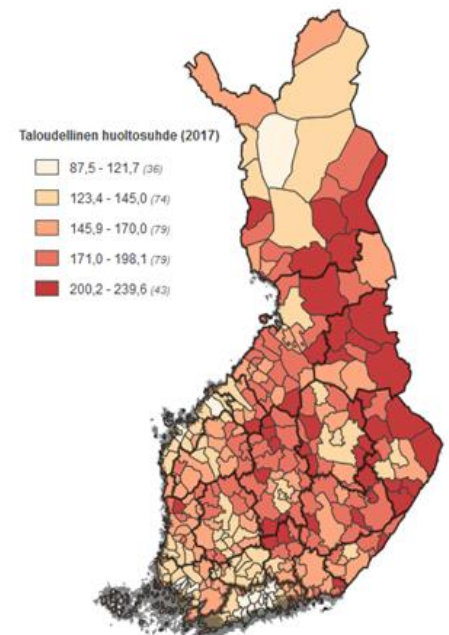 Taloudellinen huoltosuhde (2017)
87,5 - 121,7 (36)
123,4 - 145,0 (74)
145,9 - 170,0 (79)
171,0 - 198,1 (79)
200,2 - 239,6 (43)